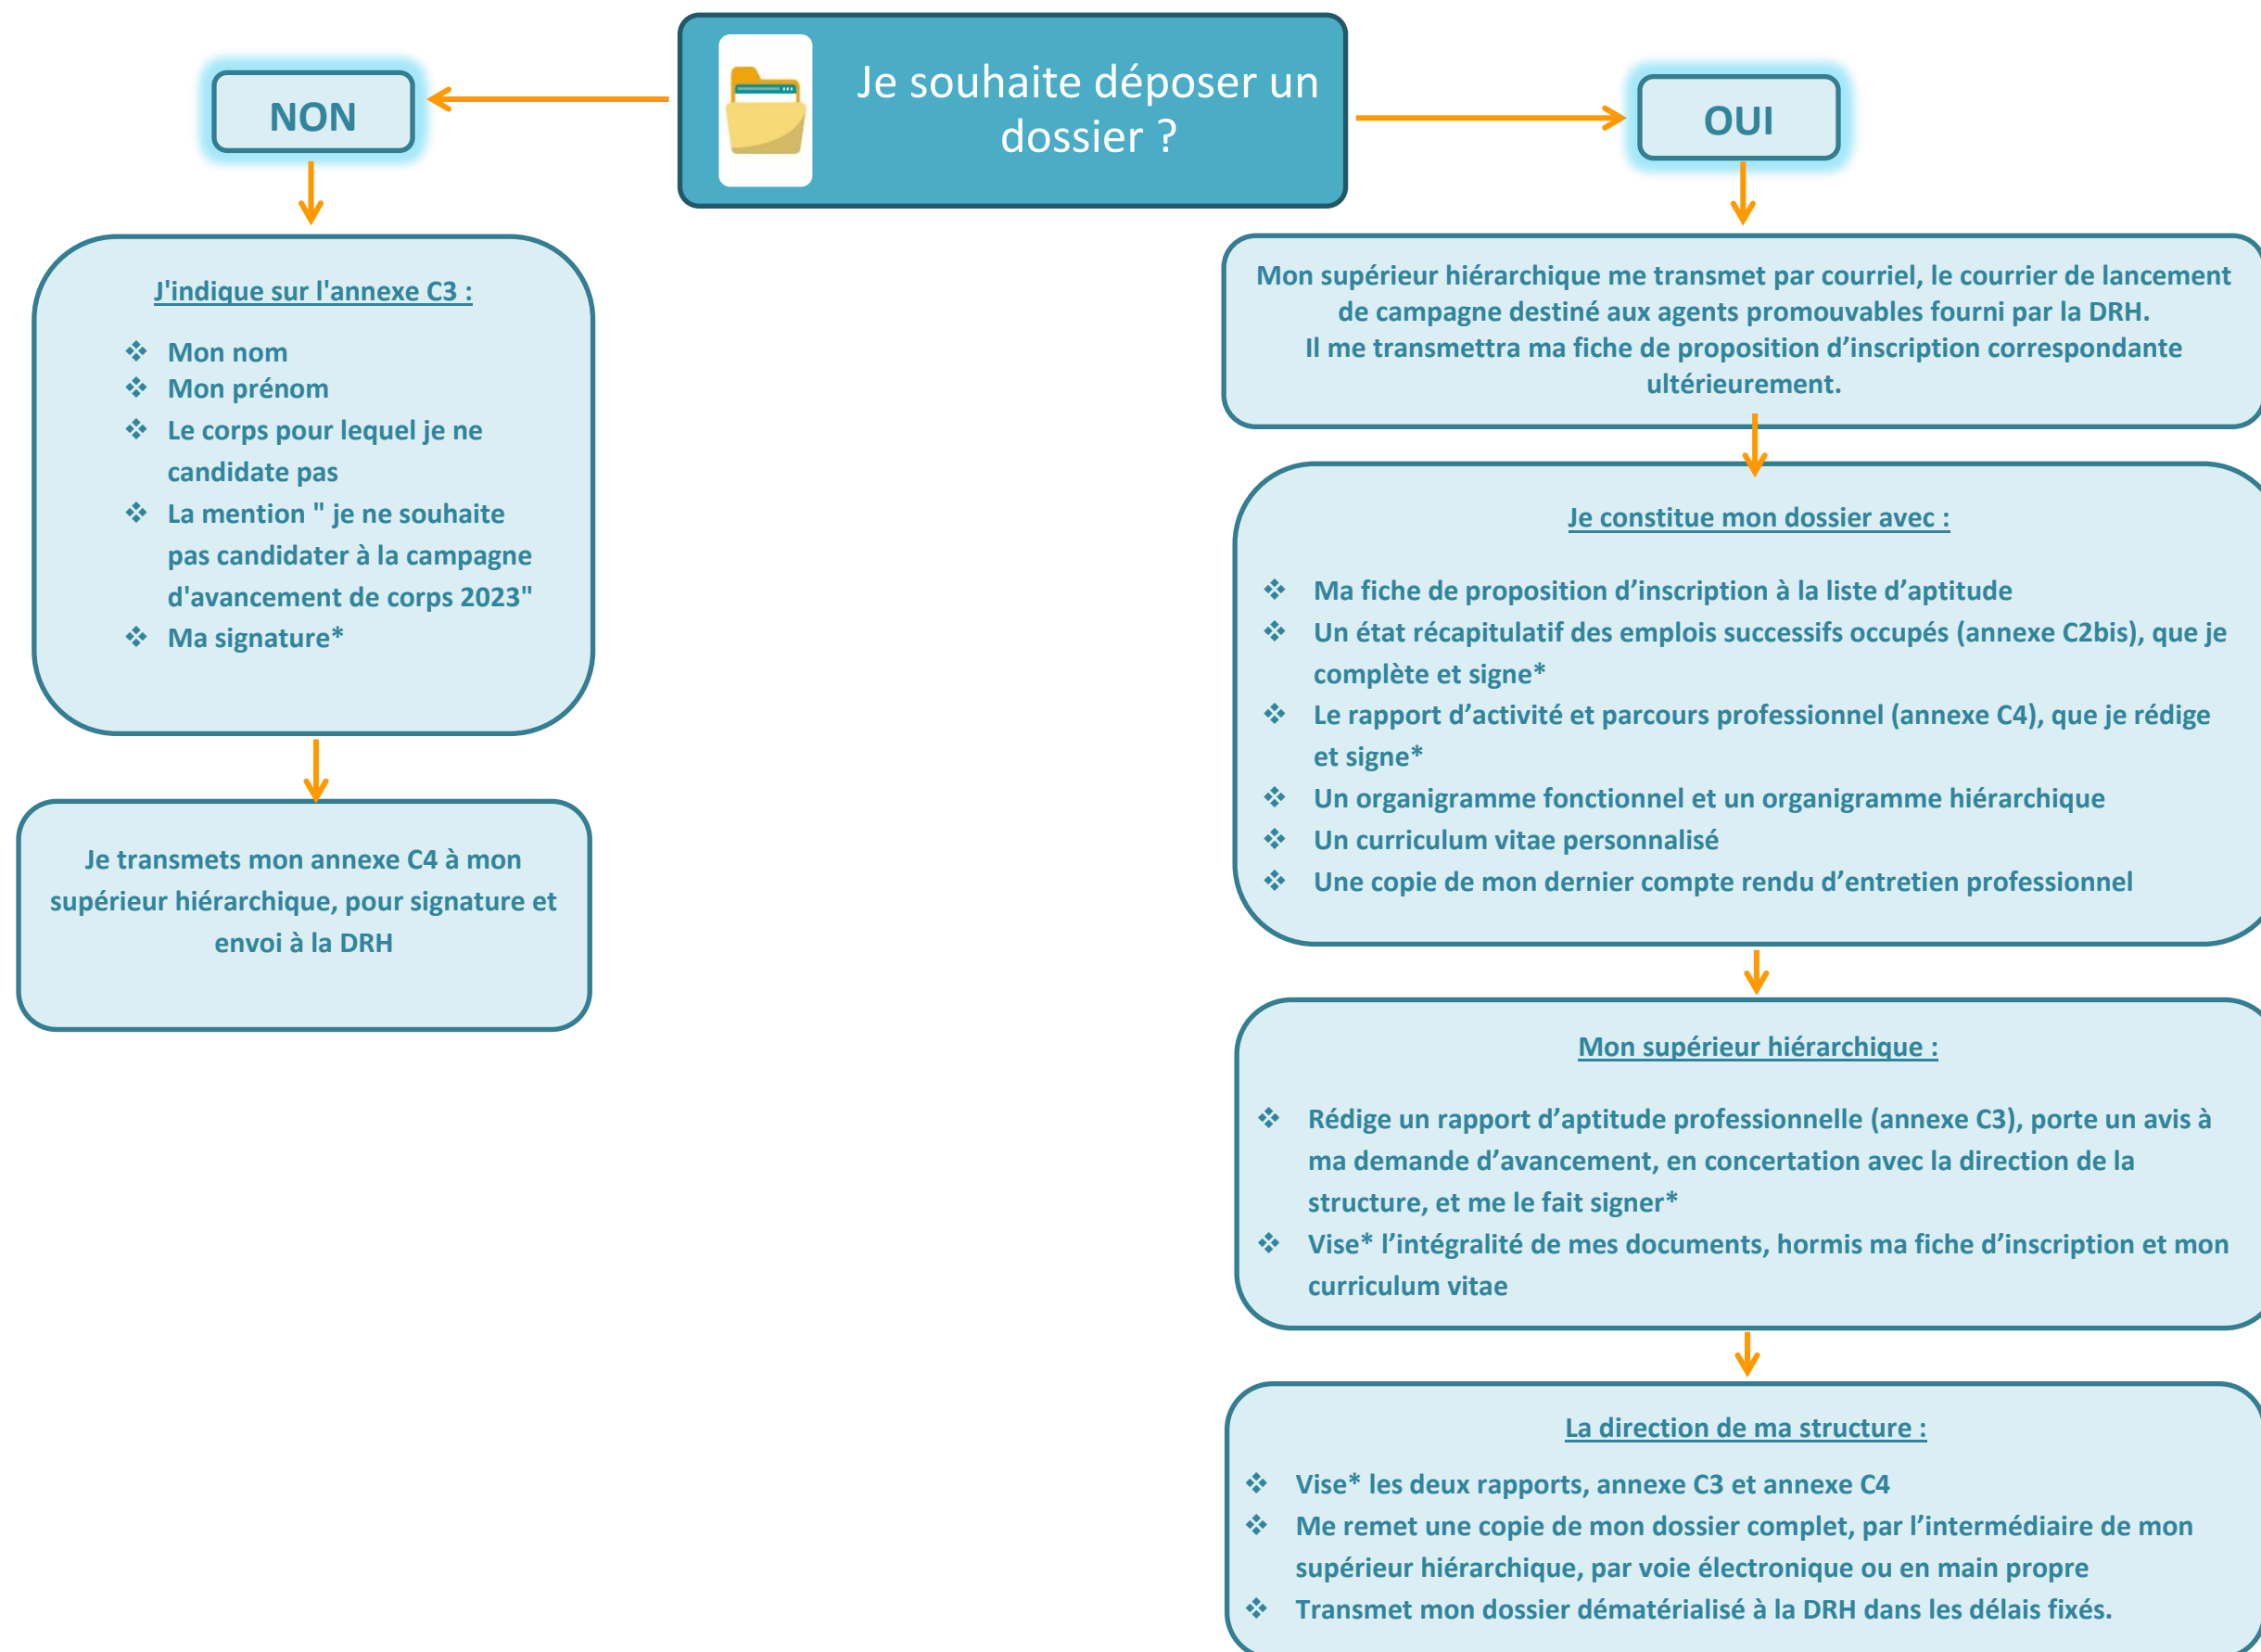 Je souhaite déposer un
dossier ?
NON
J'indique sur l'annexe C3 :
❖ Mon nom
❖ Mon prénom
❖ Le corps pour lequel je ne
candidate pas
❖ La mention " je ne souhaite
pas candidater à la campagne
d'avancement de corps 2023"
❖ Ma signature*
Je transmets mon annexe C4 à mon
supérieur hiérarchique, pour signature et
envoi à la DRH
OUI
Mon supérieur hiérarchique me transmet par courriel, le courrier de lancement
de campagne destiné aux agents promouvables fourni par la DRH.
Il me transmettra ma fiche de proposition d’inscription correspondante
ultérieurement.
Je constitue mon dossier avec :
❖ Ma fiche de proposition d’inscription à la liste d’aptitude
❖ Un état récapitulatif des emplois successifs occupés (annexe C2bis), que je
complète et signe*
❖ Le rapport d’activité et parcours professionnel (annexe C4), que je rédige
et signe*
❖ Un organigramme fonctionnel et un organigramme hiérarchique
❖ Un curriculum vitae personnalisé
❖ Une copie de mon dernier compte rendu d’entretien professionnel
Mon supérieur hiérarchique :
❖ Rédige un rapport d’aptitude professionnelle (annexe C3), porte un avis à
ma demande d’avancement, en concertation avec la direction de la
structure, et me le fait signer*
❖ Vise* l’intégralité de mes documents, hormis ma fiche d’inscription et mon
curriculum vitae
La direction de ma structure :
❖ Vise* les deux rapports, annexe C3 et annexe C4
❖ Me remet une copie de mon dossier complet, par l’intermédiaire de mon
supérieur hiérarchique, par voie électronique ou en main propre
❖ Transmet mon dossier dématérialisé à la DRH dans les délais fixés.